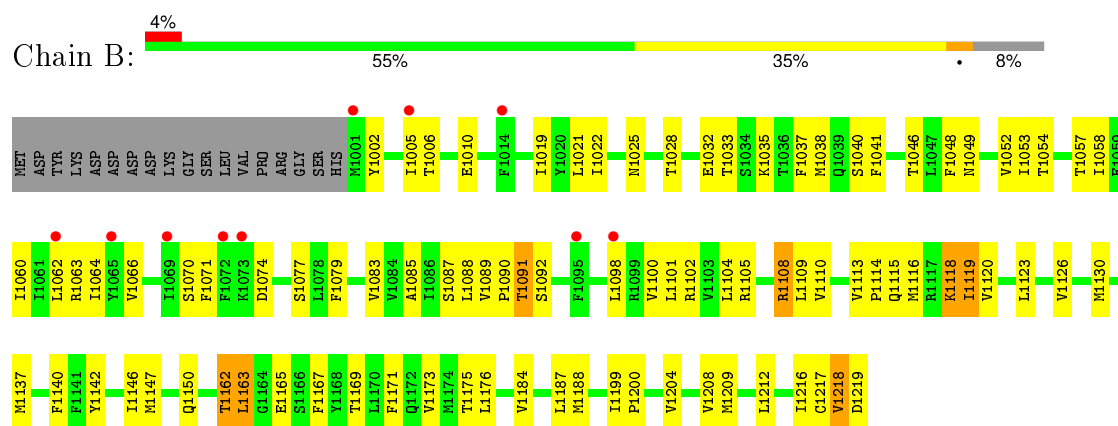 4%
Chain B:
55% 35% • 8%
MET ASP TYR LYS ASP ASP ASP ASP LYS GLY SER LEU VAL PRO ARG GLY SER HIS M1001 Y1002 I1005 T1006 E1010 F1014 I1019 Y1020 L1021 I1022 N1025 T1028 E1032 T1033 S1034 K1035 T1036 F1037 M1038 Q1039 S1040 F1041 T1046 L1047 F1048 N1049 V1052 I1053 T1054 T1057 I1058
I1060 I1061 L1062 R1063 I1064 Y1065 V1066 I1069 S1070 F1071 F1072 K1073 D1074 S1077 L1078 F1079 V1083 V1084 A1085 I1086 S1087 L1088 V1089 P1090 T1091 S1092 F1095 L1098 R1099 V1100 L1101 R1102 V1103 L1104 R1105 R1108 L1109 V1110 V1113 P1114 Q1115 M1116 R1117 K1118 I1119 V1120 L1123 V1126 M1130
M1137 F1140 F1141 Y1142 I1146 M1147 Q1150 T1162 L1163 G1164 E1165 S1166 F1167 Y1168 T1169 L1170 F1171 Q1172 V1173 M1174 T1175 L1176 V1184 L1187 M1188 I1199 P1200 V1204 V1208 M1209 L1212 I1216 C1217 V1218 D1219